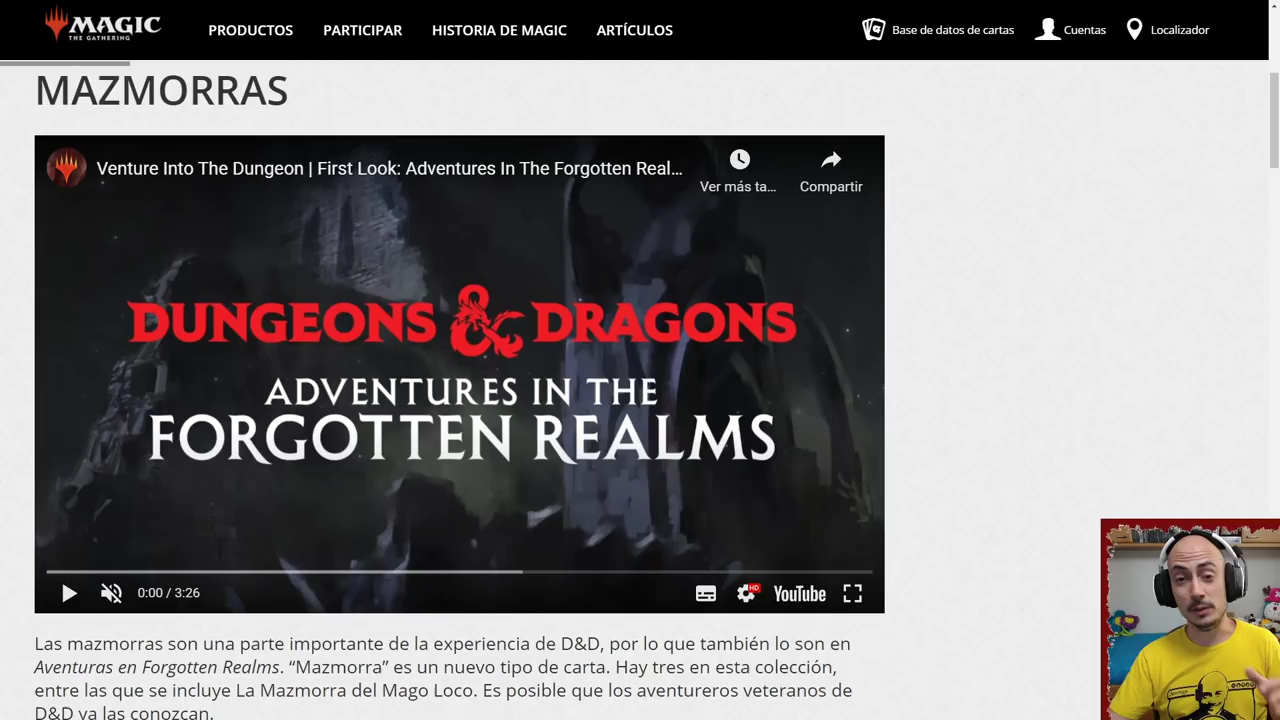 MAGIC
THE GATHERING
PRODUCTOS PARTICIPAR HISTORIA DE MAGIC ARTÍCULOS Base de datos de cartas Cuentas Localizador
MAZMORRAS
Venture Into The Dungeon | First Look: Adventures In The Forgotten Real...
Ver más ta... Compartir
DUNGEONS & DRAGONS
ADVENTURES IN THE
FORGOTTEN REALMS
0:00 / 3:26 HD YouTube
Las mazmorras son una parte importante de la experiencia de D&D, por lo que también lo son en
Aventuras en Forgotten Realms. “Mazmorra” es un nuevo tipo de carta. Hay tres en esta colección,
entre las que se incluye La Mazmorra del Mago Loco. Es posible que los aventureros veteranos de
D&D ya las conozcan.